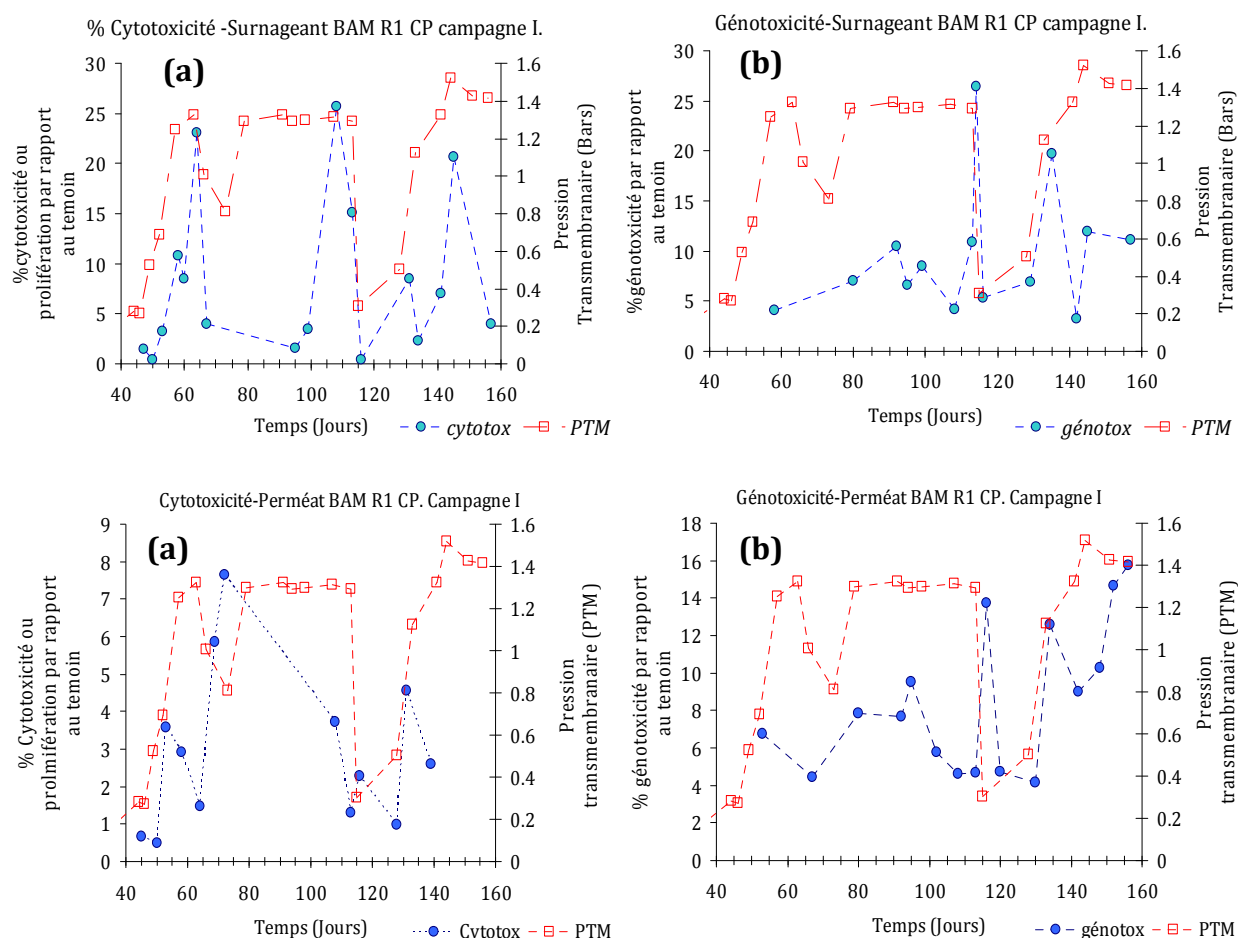 % Cytotoxicité -Surnageant BAM R1 CP campagne I.
(a)
%cytotoxicité ou
prolifération par rapport
au temoin
30
25
20
15
10
5
0
1.6
1.4
1.2
1
0.8
0.6
0.4
0.2
0
Pression
Transmembranaire (Bars)
40 60 80 100 120 140 160
Temps (Jours)
cytotox PTM
Génotoxicité-Surnageant BAM R1 CP campagne I.
(b)
%génotoxicité par rapport
au temoin
30
25
20
15
10
5
0
1.6
1.4
1.2
1
0.8
0.6
0.4
0.2
0
Pression
Transmembranaire (Bars)
40 60 80 100 120 140 160
Temps (Jours)
génotox PTM
Cytotoxicité-Perméat BAM R1 CP. Campagne I
(a)
% Cytotoxicité ou
prolmifération par rapport
au temoin
9
8
7
6
5
4
3
2
1
0
1.6
1.4
1.2
1
0.8
0.6
0.4
0.2
0
Pression
transmembranaire (PTM)
40 60 80 100 120 140 160
Temps (Jours)
Cytotox PTM
Génotoxicité-Perméat BAM R1 CP. Campagne I
(b)
% génotoxicité par rapport
au temoin
18
16
14
12
10
8
6
4
2
0
1.6
1.4
1.2
1
0.8
0.6
0.4
0.2
0
Pression
transmembranaire (PTM)
40 60 80 100 120 140 160
Temps (Jours)
génotox PTM